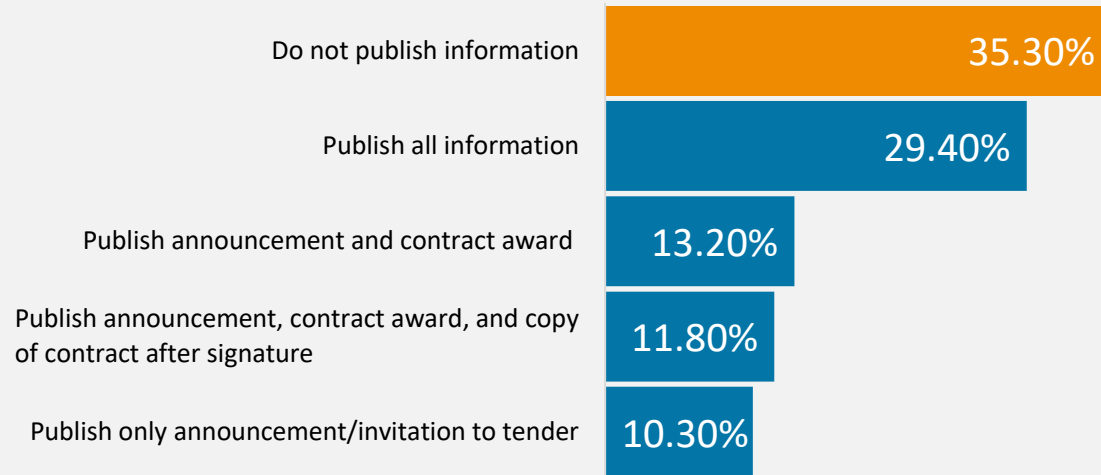 Do not publish information
35.30%
Publish all information
29.40%
Publish announcement and contract award
13.20%
Publish announcement, contract award, and copy
of contract after signature
11.80%
Publish only announcement/invitation to tender
10.30%